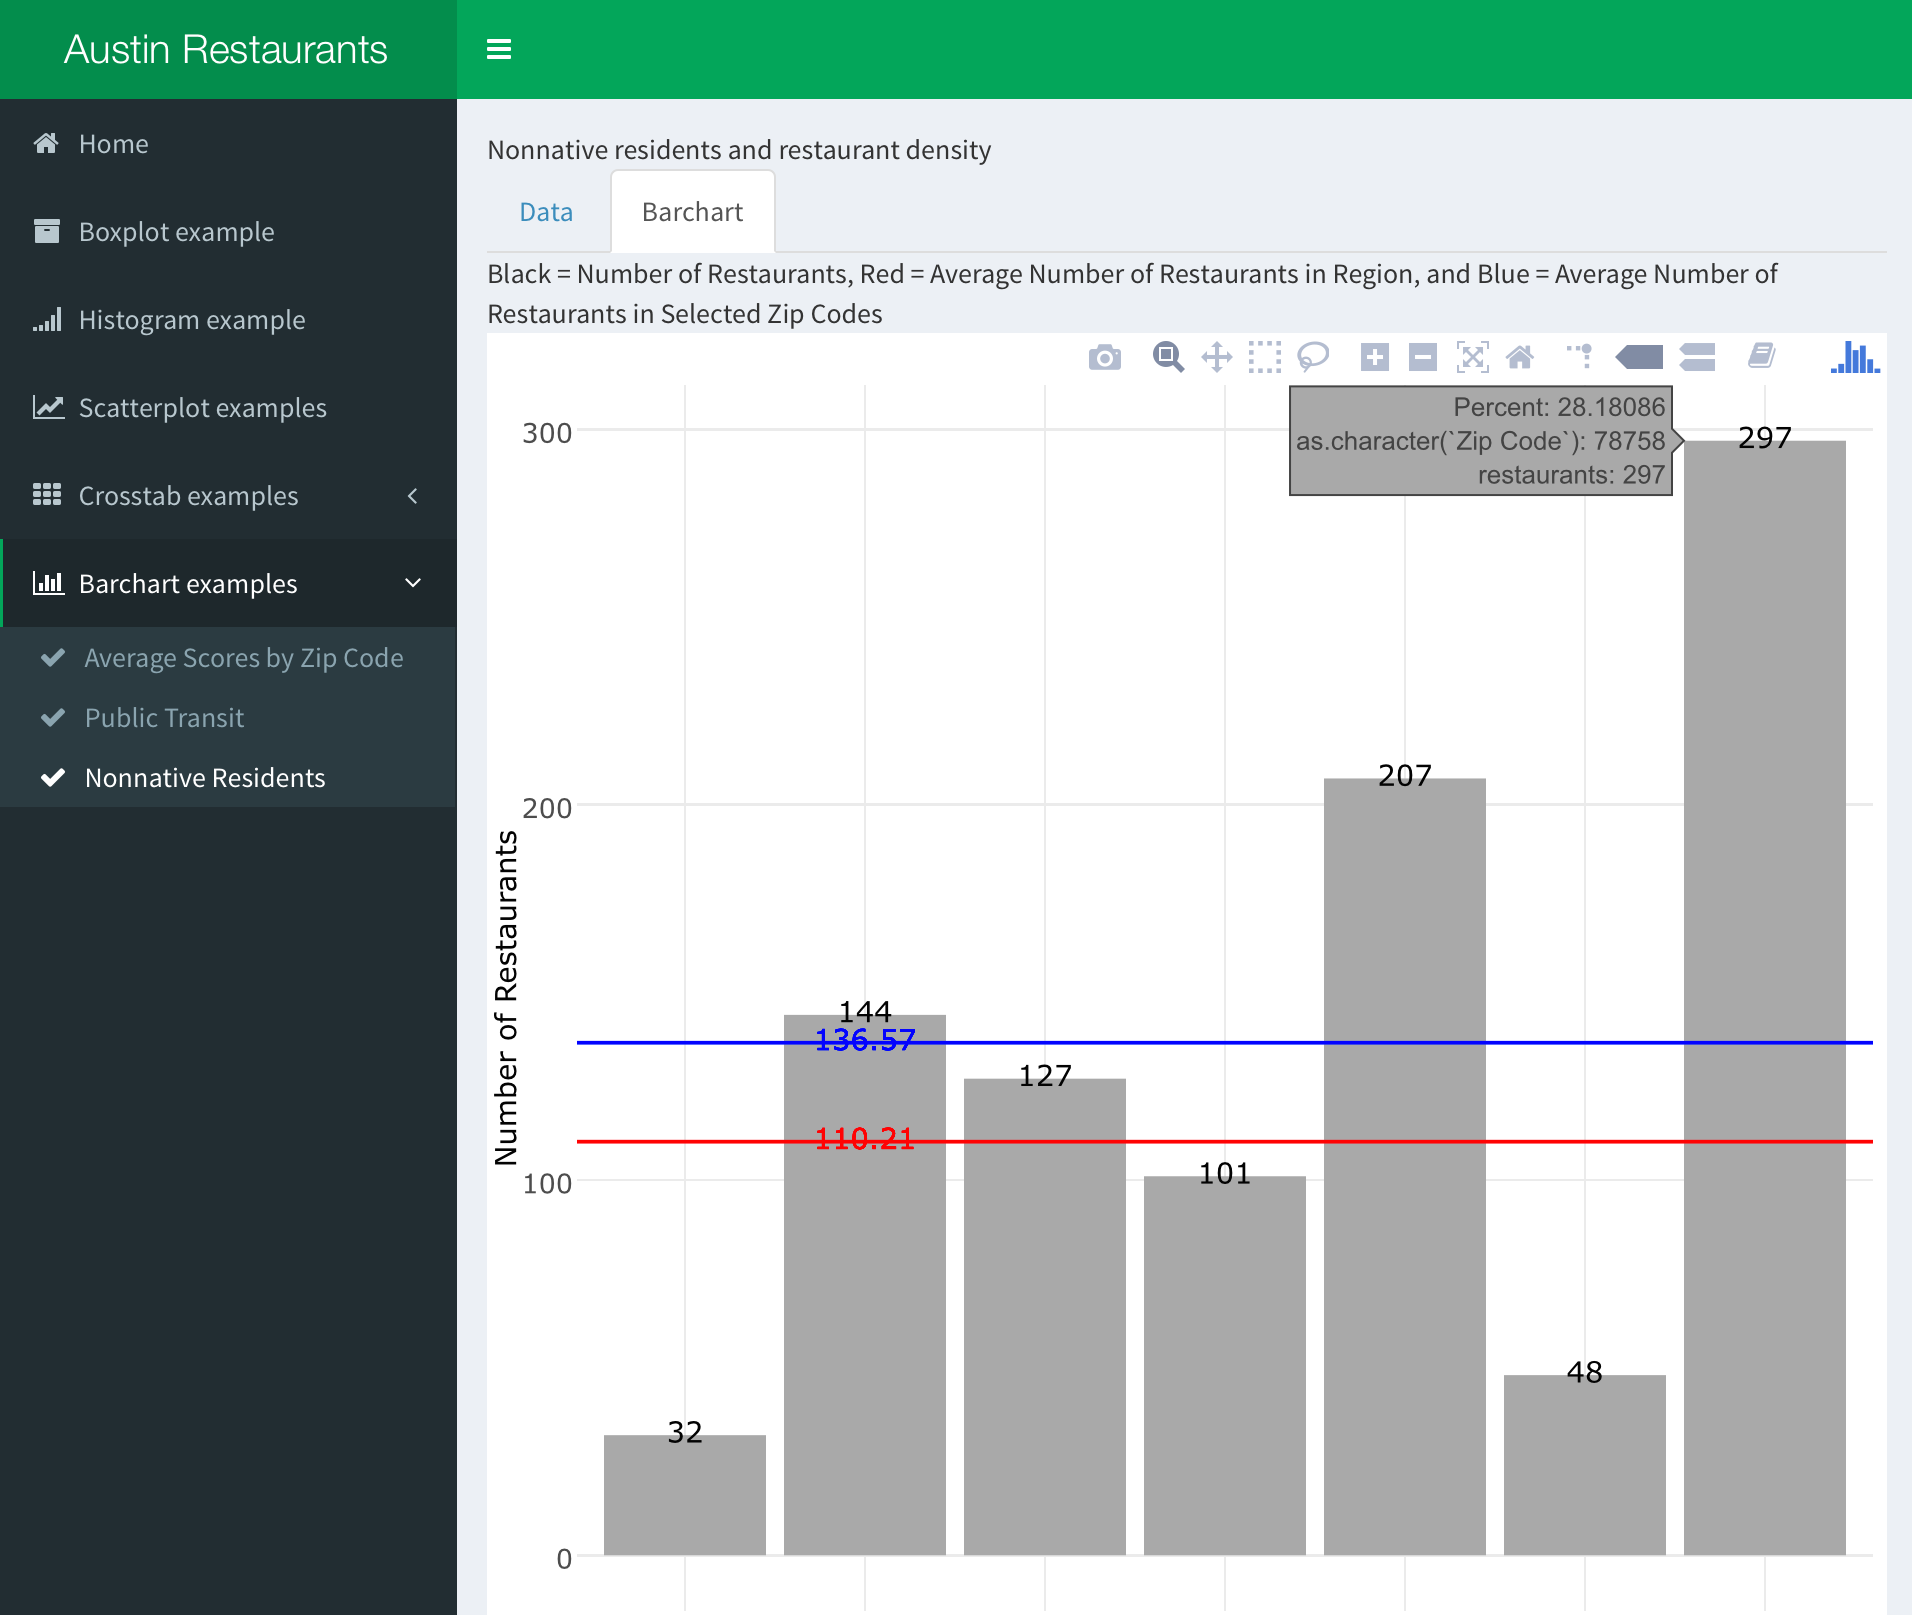 Austin Restaurants
Home
Boxplot example
Histogram example
Scatterplot examples
Crosstab examples
Barchart examples
Average Scores by Zip Code
Public Transit
Nonnative Residents
Nonnative residents and restaurant density
Data
Barchart
Black = Number of Restaurants, Red = Average Number of Restaurants in Region, and Blue = Average Number of
Restaurants in Selected Zip Codes
Percent: 28.18086
as.character(`Zip Code`): 78758
restaurants: 297
Number of Restaurants
300
200
100
0
32
144
136.57
110.21
127
101
207
48
297